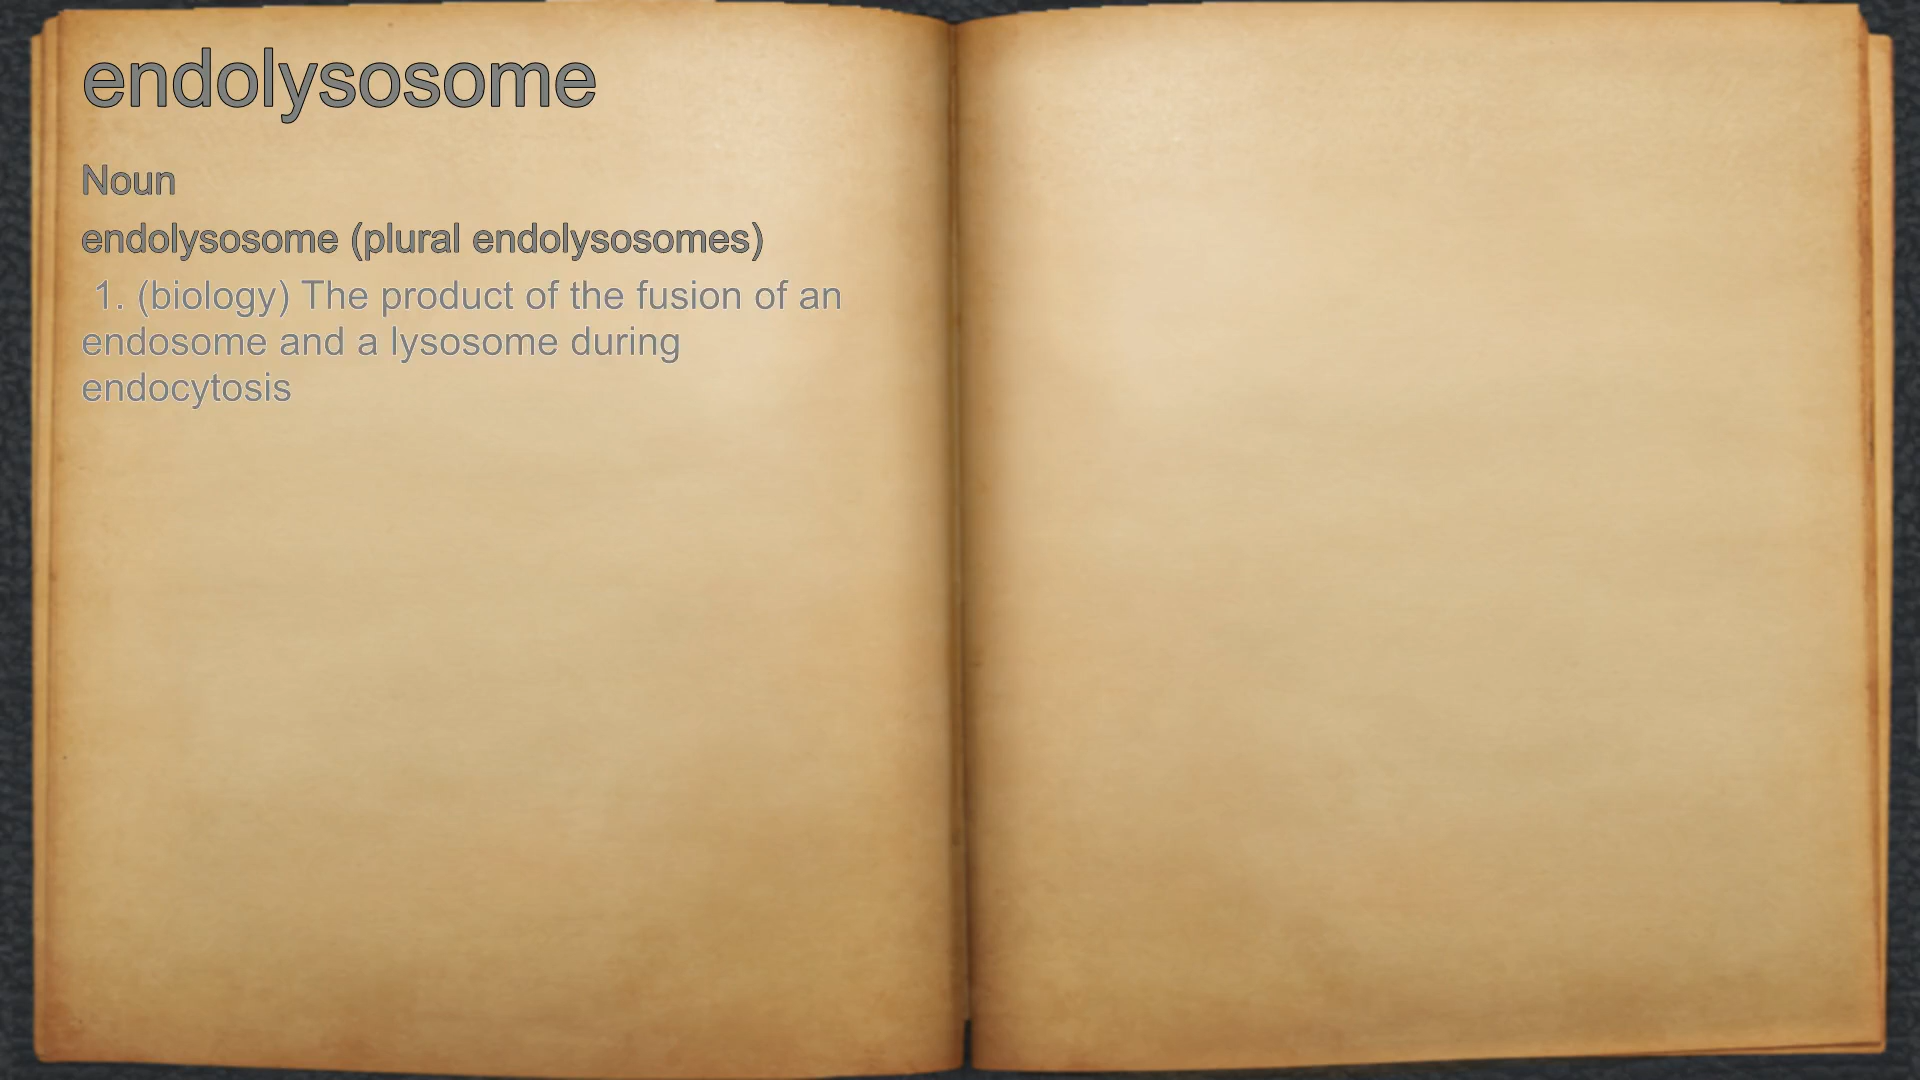 endolysosome
Noun
endolysosome (plural endolysosomes)
1. (biology) The product of the fusion of an
endosome and a lysosome during
endocytosis